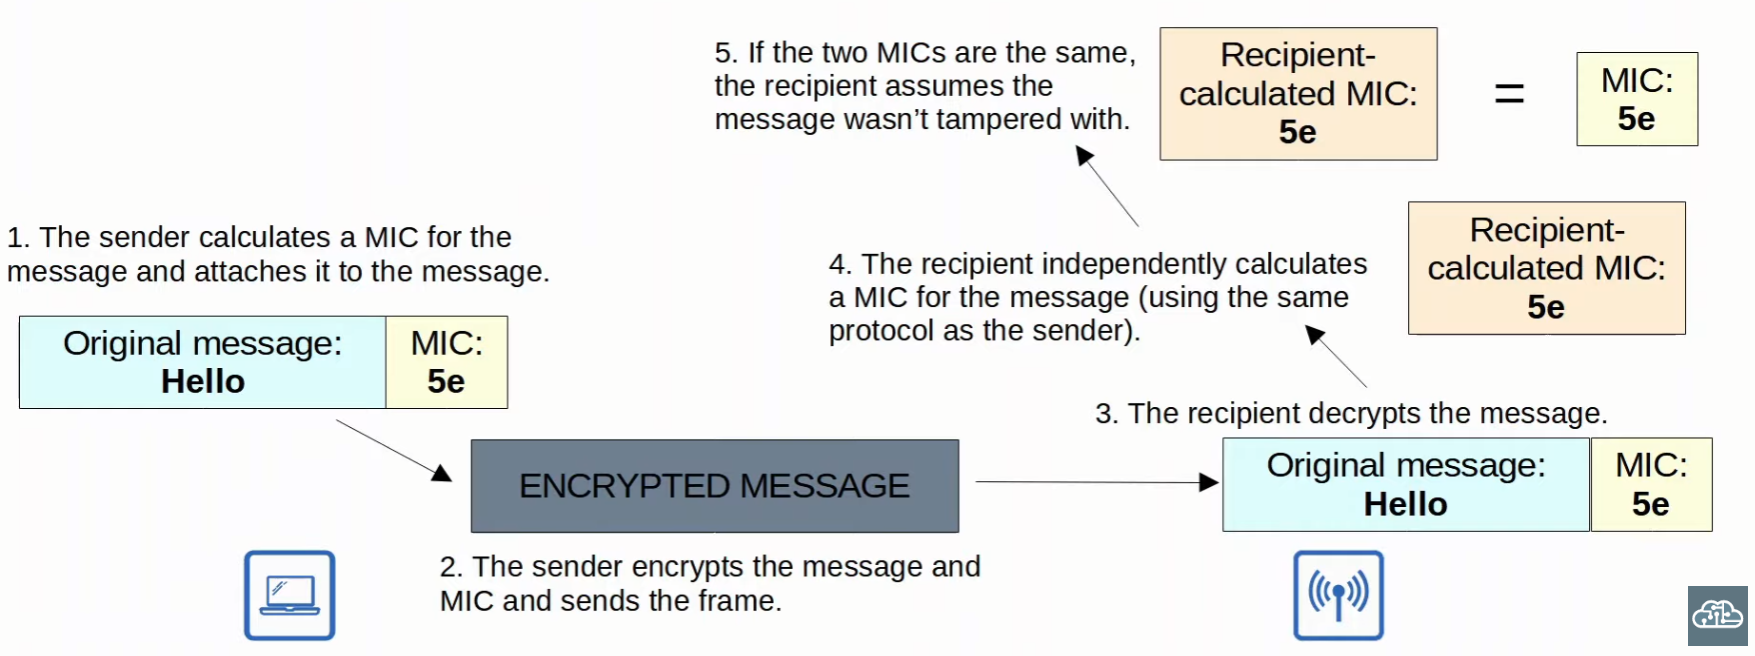 1. The sender calculates a MIC for the
message and attaches it to the message.
Original message:
Hello
MIC:
5e
ENCRYPTED MESSAGE
2. The sender encrypts the message and
MIC and sends the frame.
3. The recipient decrypts the message.
Original message:
Hello
MIC:
5e
4. The recipient independently calculates
a MIC for the message (using the same
protocol as the sender).
Recipient-
calculated MIC:
5e
5. If the two MICs are the same,
the recipient assumes the
message wasn’t tampered with.
Recipient-
calculated MIC:
5e
=
MIC:
5e